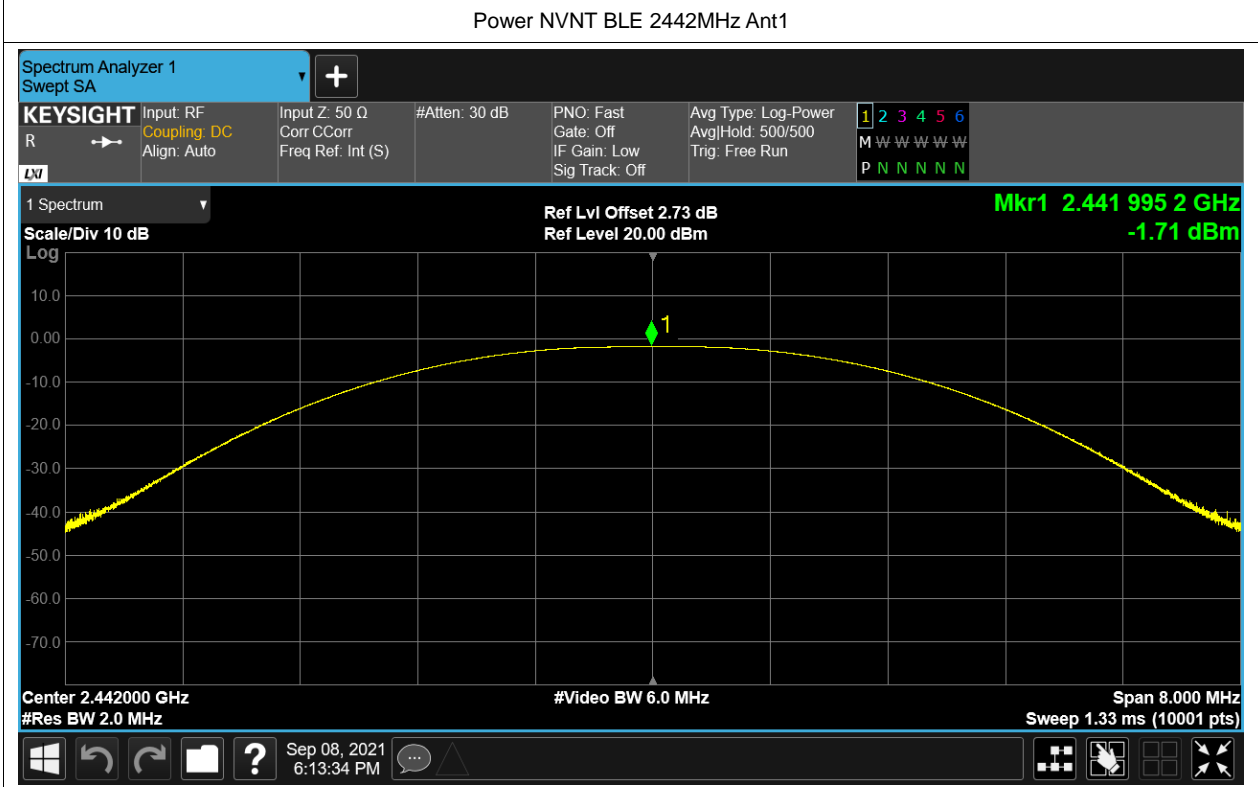 Power NVNT BLE 2442MHz Ant1
Spectrum Analyzer 1
Swept SA
KEYSIGHT
R
LXI
Input: RF
Coupling: DC
Align: Auto
Input Z: 50 Ω
Corr CCorr
Freq Ref: Int (S)
#Atten: 30 dB
PNO: Fast
Gate: Off
IF Gain: Low
Sig Track: Off
Avg Type: Log-Power
Avg|Hold: 500/500
Trig: Free Run
1 2 3 4 5 6
M W W W W W
P N N N N N
1 Spectrum
Scale/Div 10 dB
Ref Lvl Offset 2.73 dB
Ref Level 20.00 dBm
Mkr1 2.441 995 2 GHz
-1.71 dBm
Log
10.0
0.00
-10.0
-20.0
-30.0
-40.0
-50.0
-60.0
-70.0
1
Center 2.442000 GHz
#Res BW 2.0 MHz
#Video BW 6.0 MHz
Span 8.000 MHz
Sweep 1.33 ms (10001 pts)
?
Sep 08, 2021
6:13:34 PM